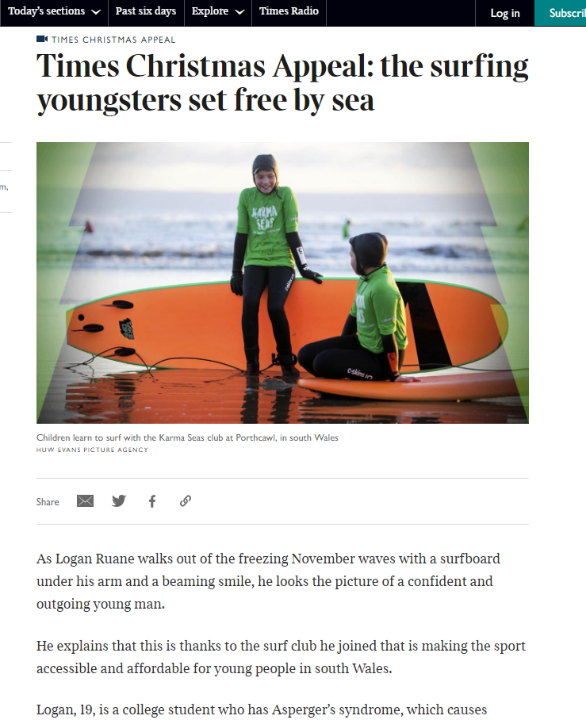 Today's sections Past six days Explore Times Radio Log in Subscri
TIMES CHRISTMAS APPEAL
Times Christmas Appeal: the surfing
youngsters set free by sea
m,
KARMA
SEAS
Children learn to surf with the Karma Seas club at Porthcawl, in south Wales
HUW EVANS PICTURE AGENCY
Share
As Logan Ruane walks out of the freezing November waves with a surfboard
under his arm and a beaming smile, he looks the picture of a confident and
outgoing young man.
He explains that this is thanks to the surf club he joined that is making the sport
accessible and affordable for young people in south Wales.
Logan, 19, is a college student who has Asperger's syndrome, which causes